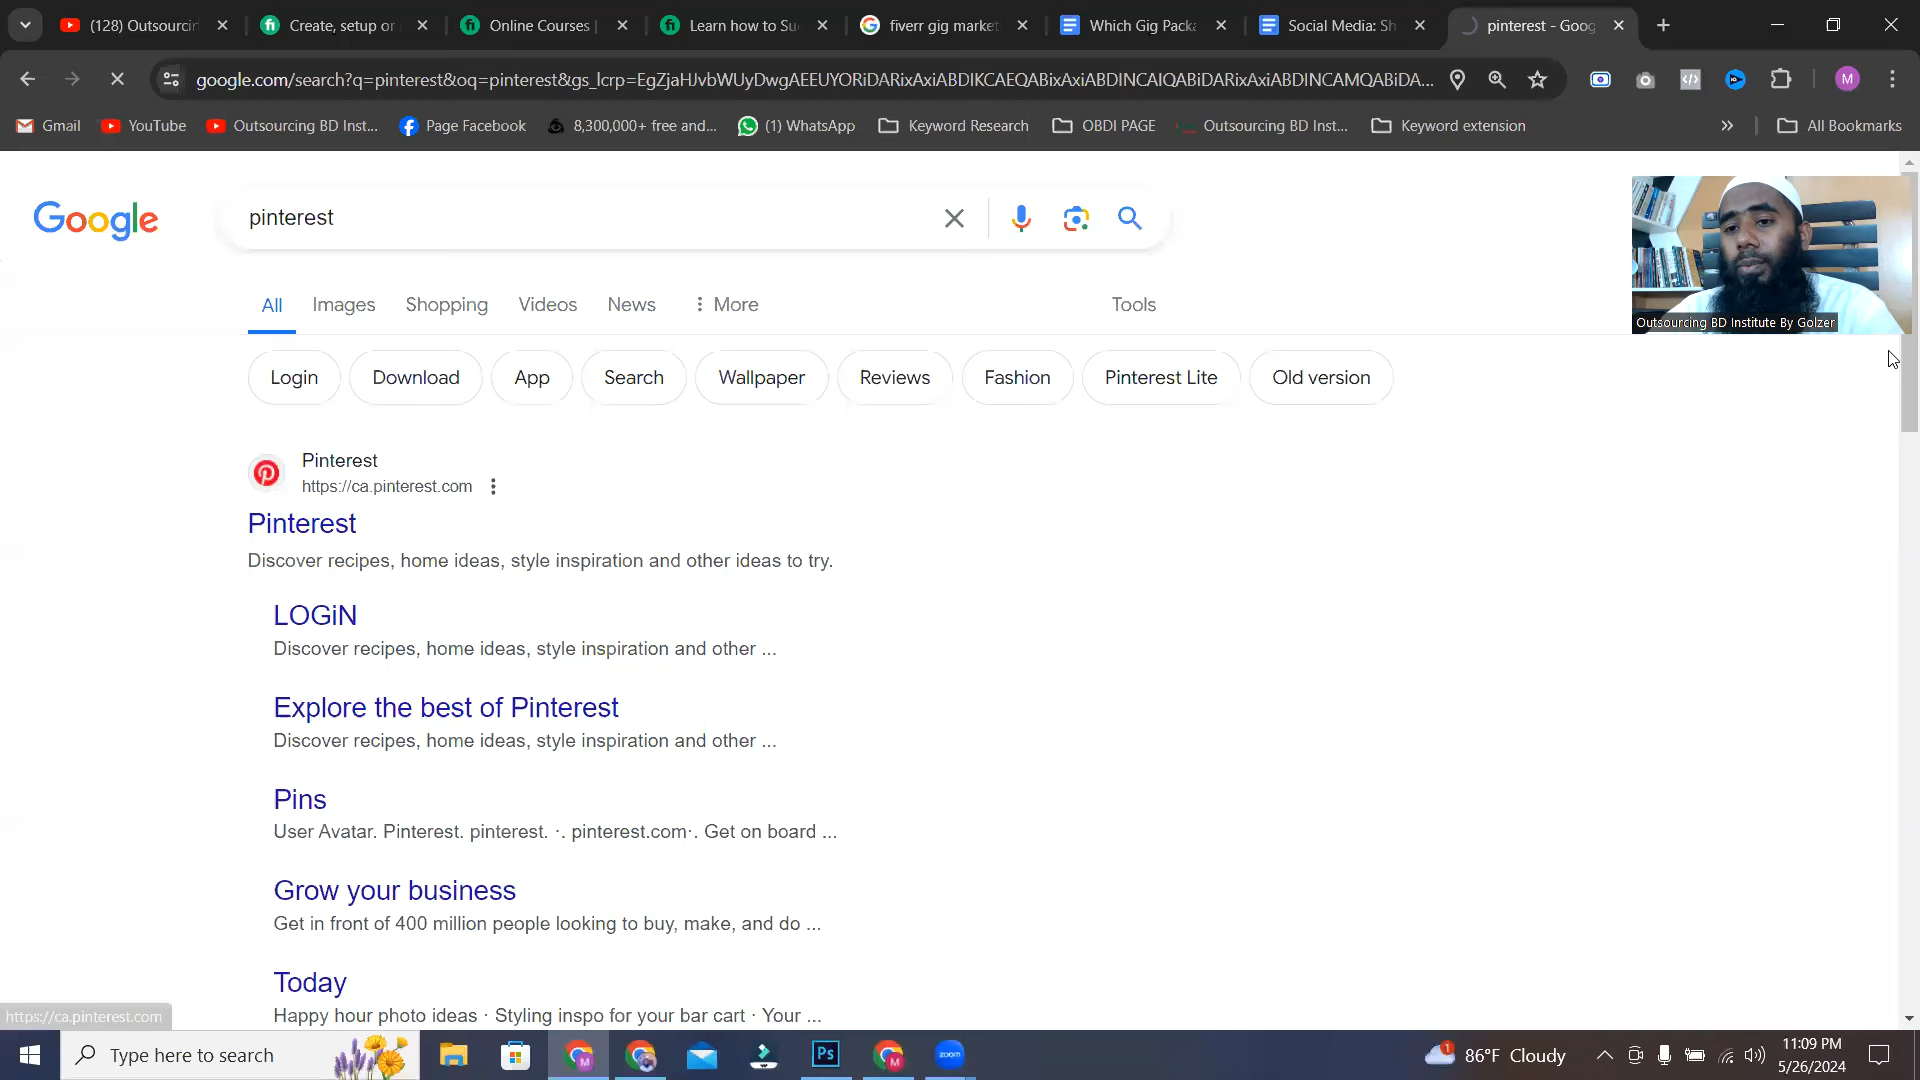 (128) Outsourcin
Create, setup or
Online Courses |
Learn how to Su
fiverr gig market
Which Gig Packa
Social Media: Sh
pinterest - Goog
google.com/search?q=pinterest&oq=pinterest&gs_lcrp=EgZjaHJvbWUyDwgAEEUYORiDARixAxiABDIKCAEQABixAxiABDINCAIQABiDARixAxiABDINCAMQABiDA...
M
Gmail
YouTube
Outsourcing BD Inst...
Page Facebook
8,300,000+ free and...
(1) WhatsApp
Keyword Research
OBDI PAGE
Outsourcing BD Inst...
Keyword extension
All Bookmarks
Google
pinterest
All
Images
Shopping
Videos
News
More
Tools
Login
Download
App
Search
Wallpaper
Reviews
Fashion
Pinterest Lite
Old version
Outsourcing BD Institute By Golzer
Pinterest
https://ca.pinterest.com
Pinterest
Discover recipes, home ideas, style inspiration and other ideas to try.
LOGiN
Discover recipes, home ideas, style inspiration and other ...
Explore the best of Pinterest
Discover recipes, home ideas, style inspiration and other ...
Pins
User Avatar. Pinterest. pinterest. ·. pinterest.com·. Get on board ...
Grow your business
Get in front of 400 million people looking to buy, make, and do ...
Today
Happy hour photo ideas · Styling inspo for your bar cart · Your ...
https://ca.pinterest.com
Type here to search
Ps
zoom
1
86°F Cloudy
11:09 PM
5/26/2024